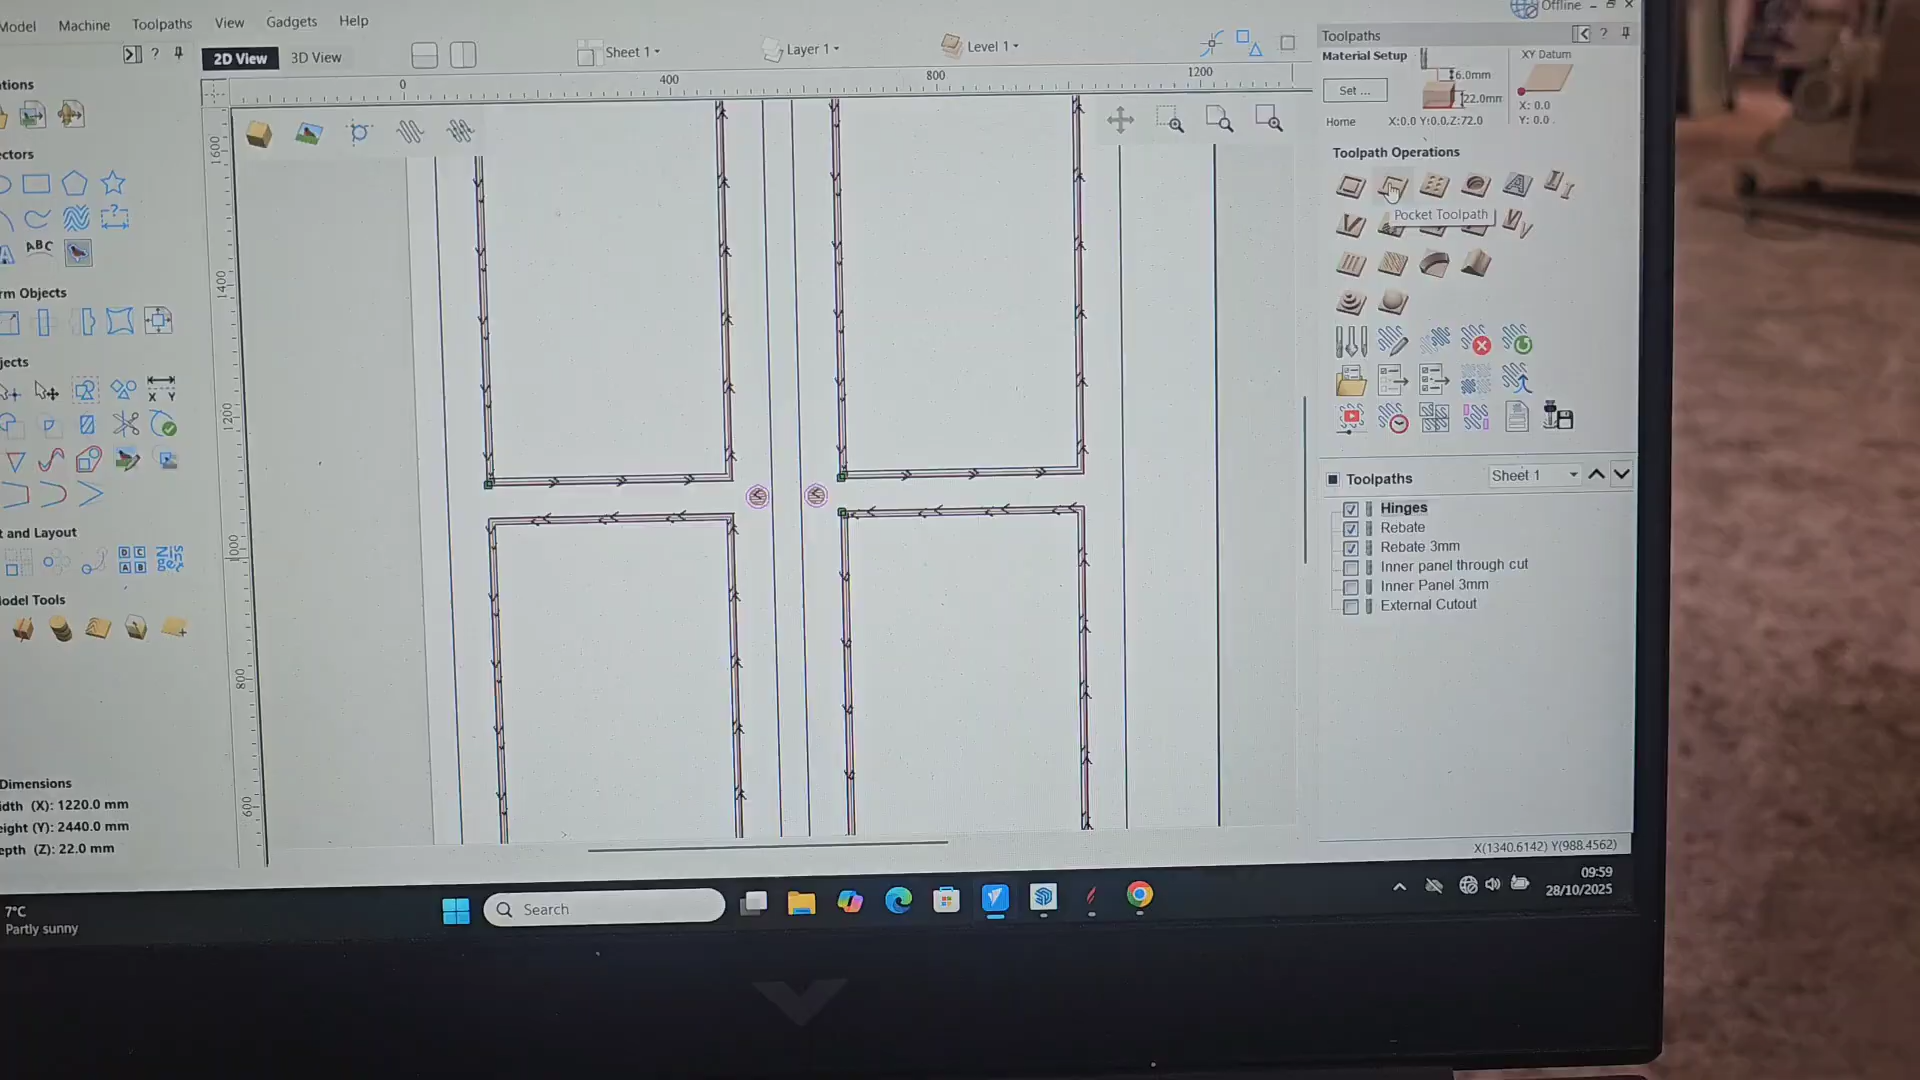 Model Machine Toolpaths View Gadgets Help
Offline
2D View 3D View
Sheet 1
Layer 1
Level 1
0 400 800 1200
1600
1400
1200
1000
800
600
ations
ectors
ABC
rm Objects
jects
X Y
t and Layout
odel Tools
Dimensions
idth (X): 1220.0 mm
eight (Y): 2440.0 mm
epth (Z): 22.0 mm
Toolpaths
Material Setup
Set ...
6.0mm
22.0mm
XY Datum
X: 0.0
Y: 0.0
Home X:0.0 Y:0.0 Z:72.0
Toolpath Operations
Pocket Toolpath
Toolpaths
Sheet 1
Hinges
Rebate
Rebate 3mm
Inner panel through cut
Inner Panel 3mm
External Cutout
X(1340.6142) Y(988.4562)
7°C
Partly sunny
Search
09:59
28/10/2025